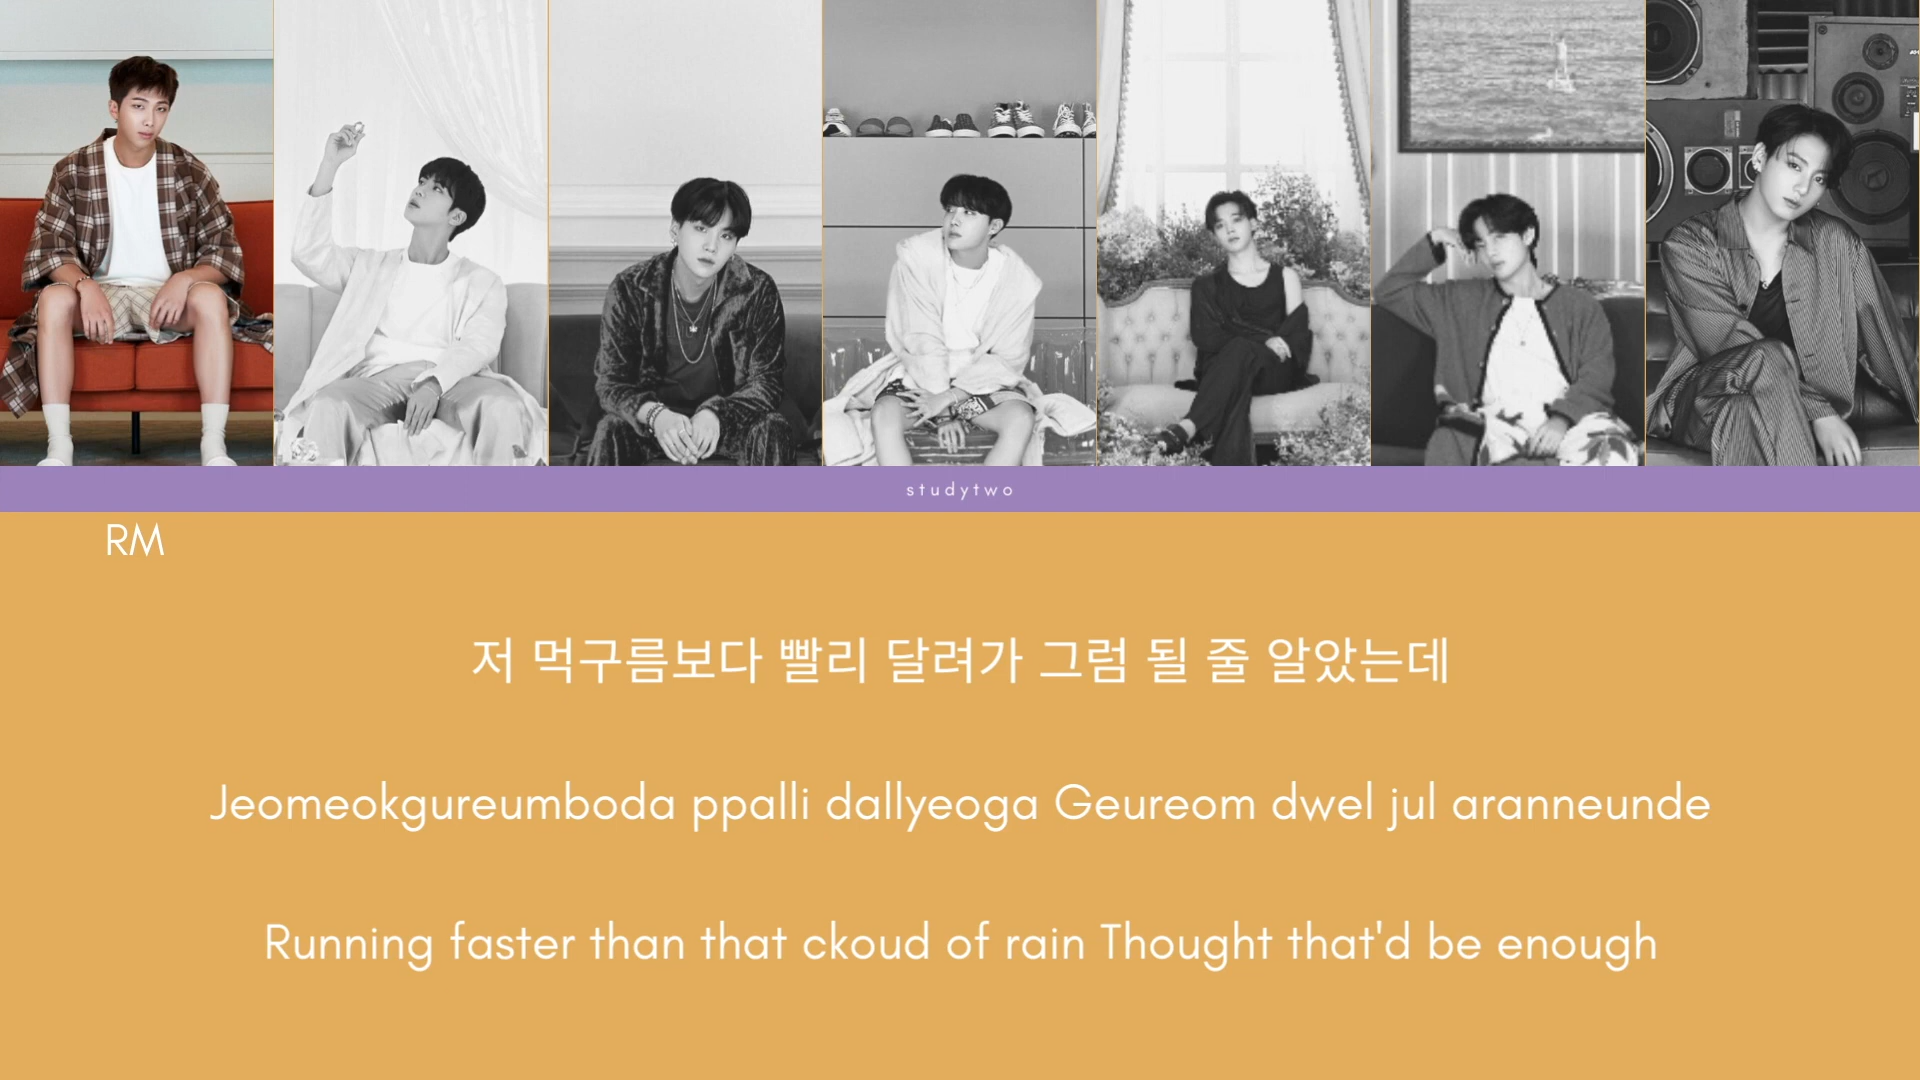 studytwo
RM
저 먹구름보다 빨리 달려가 그럼 될 줄 알았는데
Jeomeokgureumboda ppalli dallyeoga Geureom dwel jul aranneunde
Running faster than that ckoud of rain Thought that'd be enough